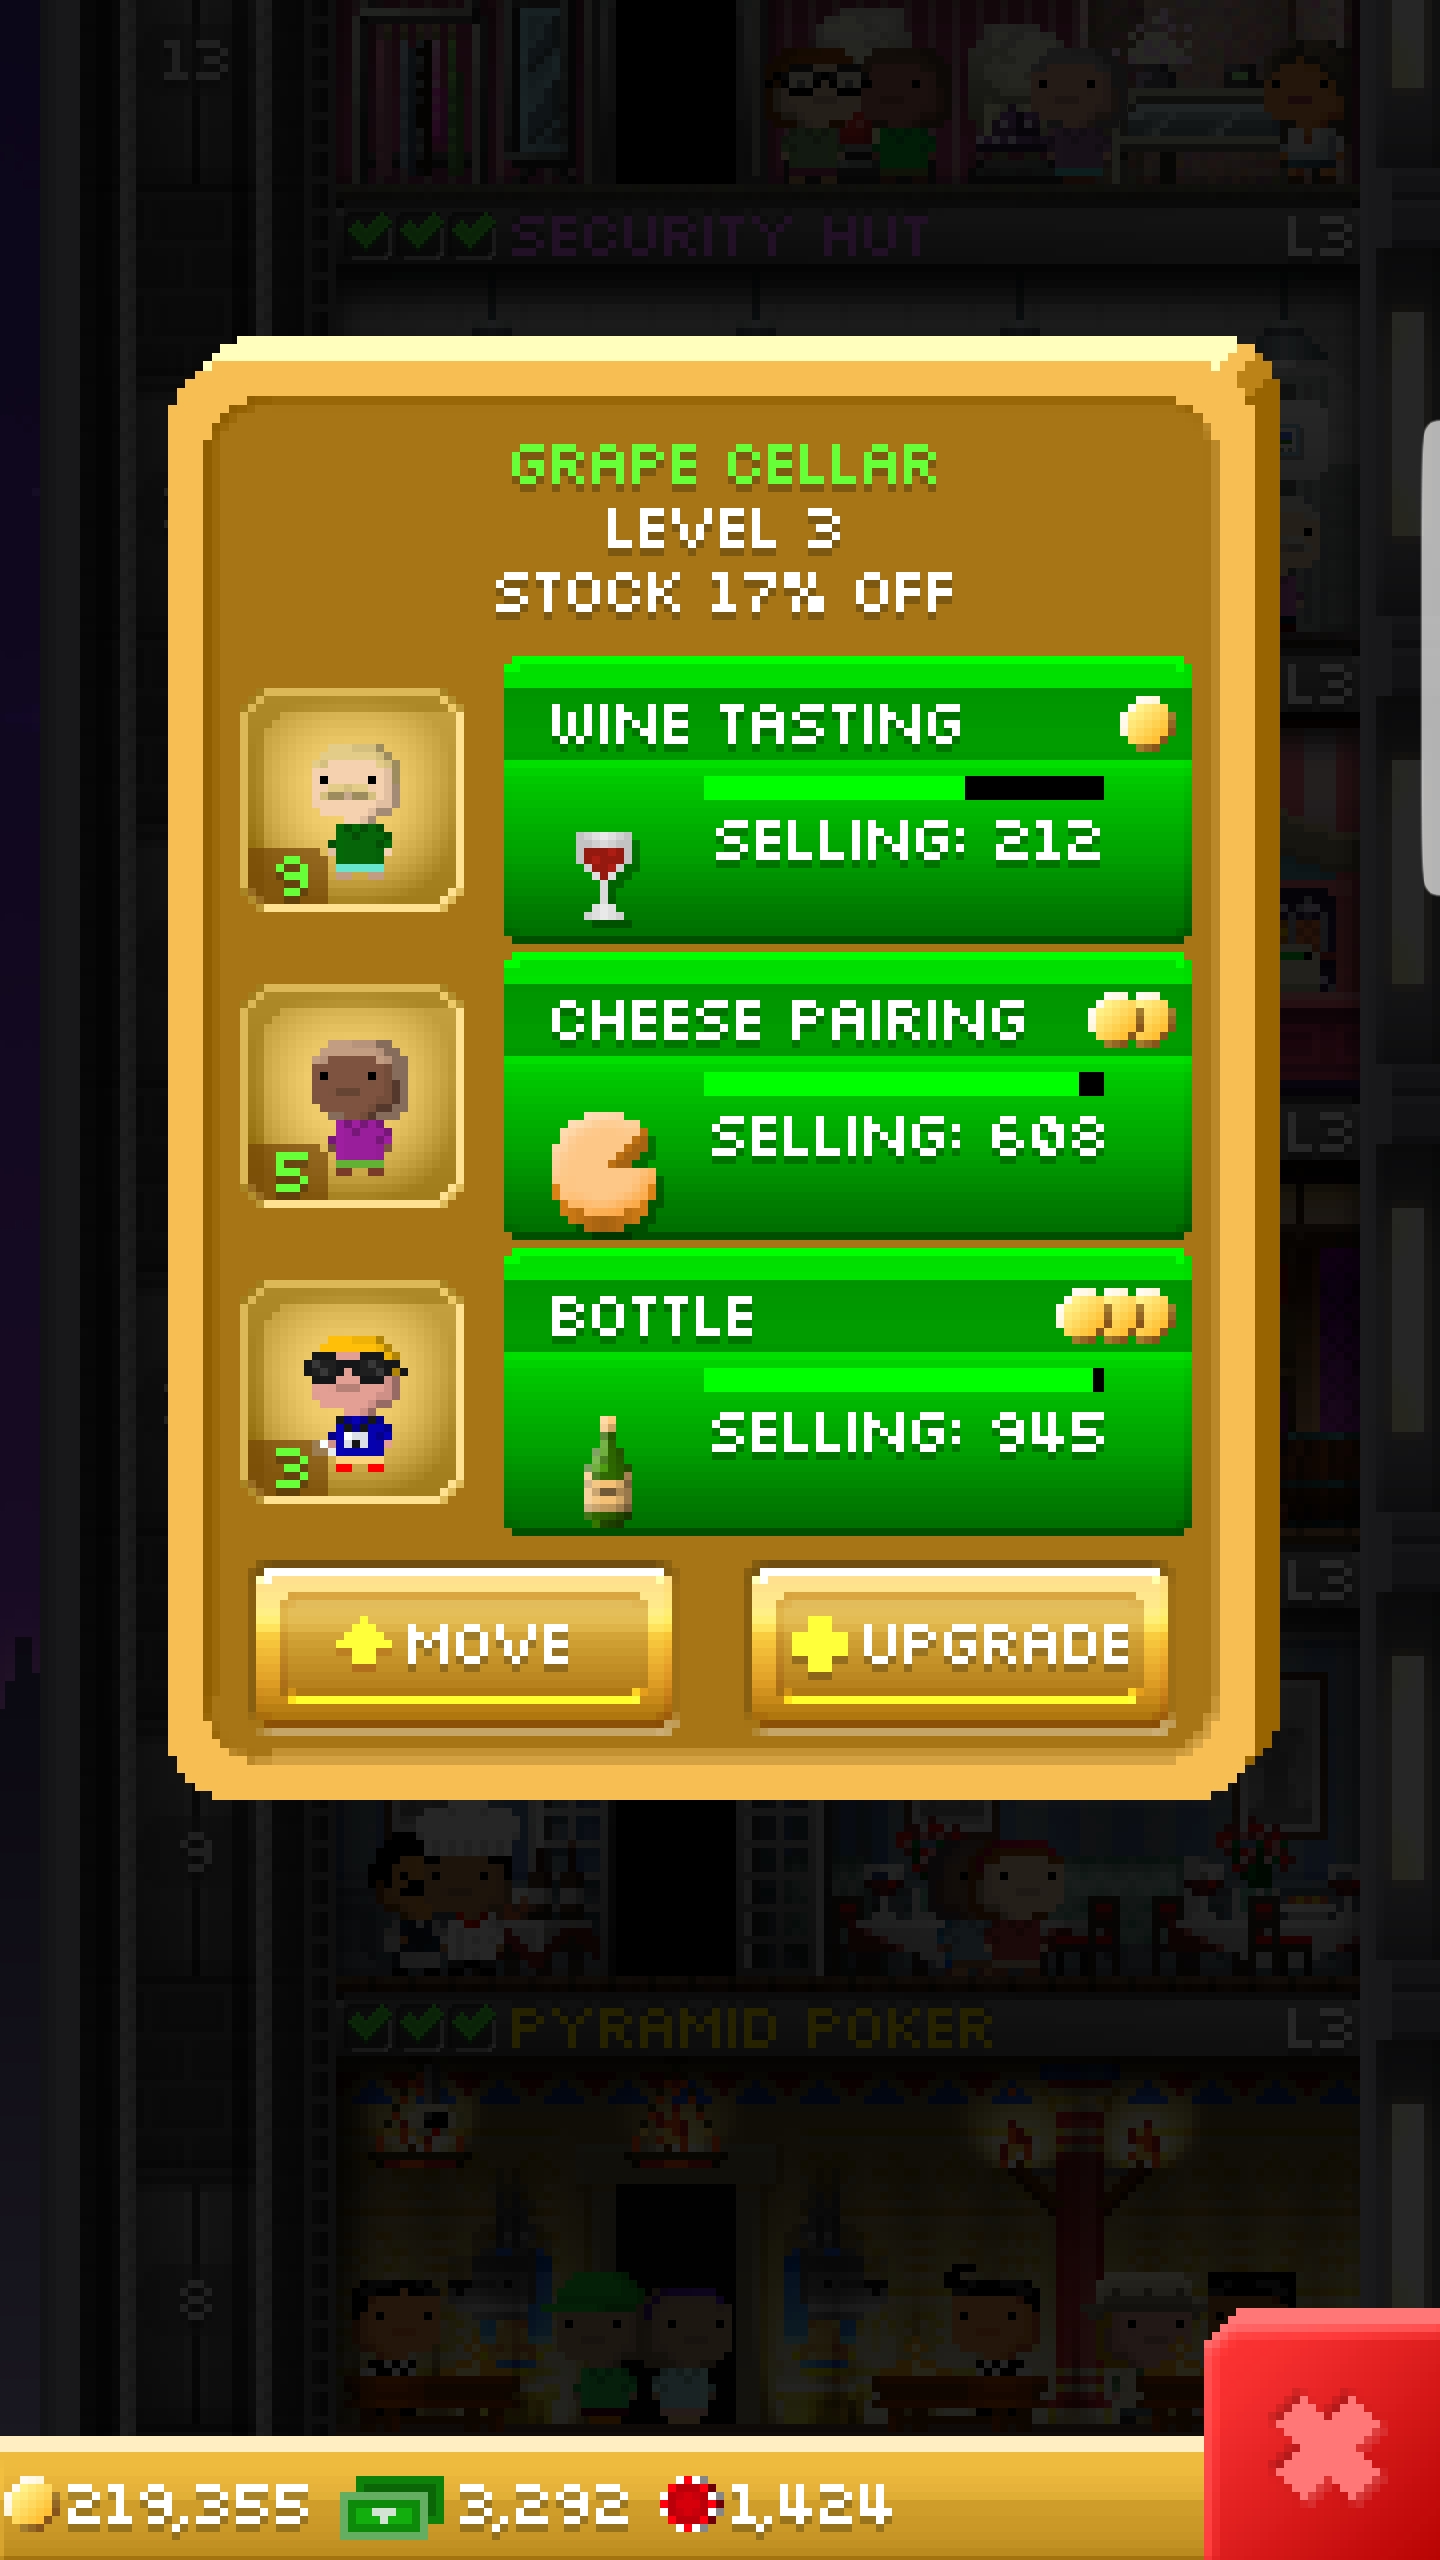 13
SECURITY HUT L3
GRAPE CELLAR
LEVEL 3
STOCK 17% OFF
L3
WINE TASTING
SELLING: 212
9
CHEESE PAIRING
SELLING: 608
L3
5
BOTTLE
SELLING: 945
3
L3
MOVE
UPGRADE
9
PYRAMID POKER L3
8
219,355 3,292 1,424